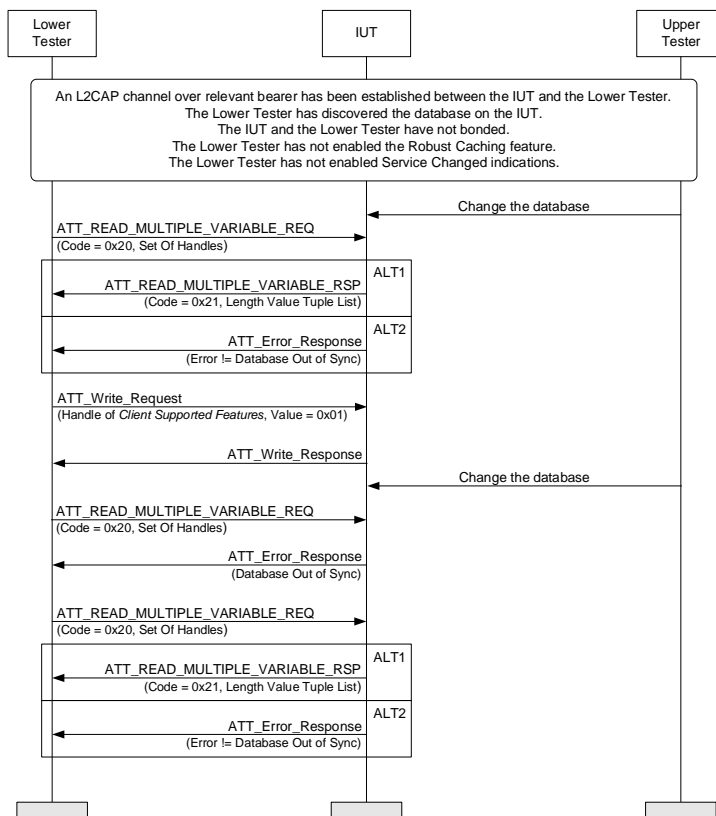 Lower
Tester
IUT
Upper
Tester
An L2CAP channel over relevant bearer has been established between the IUT and the Lower Tester.
The Lower Tester has discovered the database on the IUT.
The IUT and the Lower Tester have not bonded.
The Lower Tester has not enabled the Robust Caching feature.
The Lower Tester has not enabled Service Changed indications.
Change the database
ATT_READ_MULTIPLE_VARIABLE_REQ
(Code = 0x20, Set Of Handles)
ALT1
ATT_READ_MULTIPLE_VARIABLE_RSP
(Code = 0x21, Length Value Tuple List)
ALT2
ATT_Error_Response
(Error != Database Out of Sync)
ATT_Write_Request
(Handle of Client Supported Features, Value = 0x01)
ATT_Write_Response
Change the database
ATT_READ_MULTIPLE_VARIABLE_REQ
(Code = 0x20, Set Of Handles)
ATT_Error_Response
(Database Out of Sync)
ATT_READ_MULTIPLE_VARIABLE_REQ
(Code = 0x20, Set Of Handles)
ALT1
ATT_READ_MULTIPLE_VARIABLE_RSP
(Code = 0x21, Length Value Tuple List)
ALT2
ATT_Error_Response
(Error != Database Out of Sync)